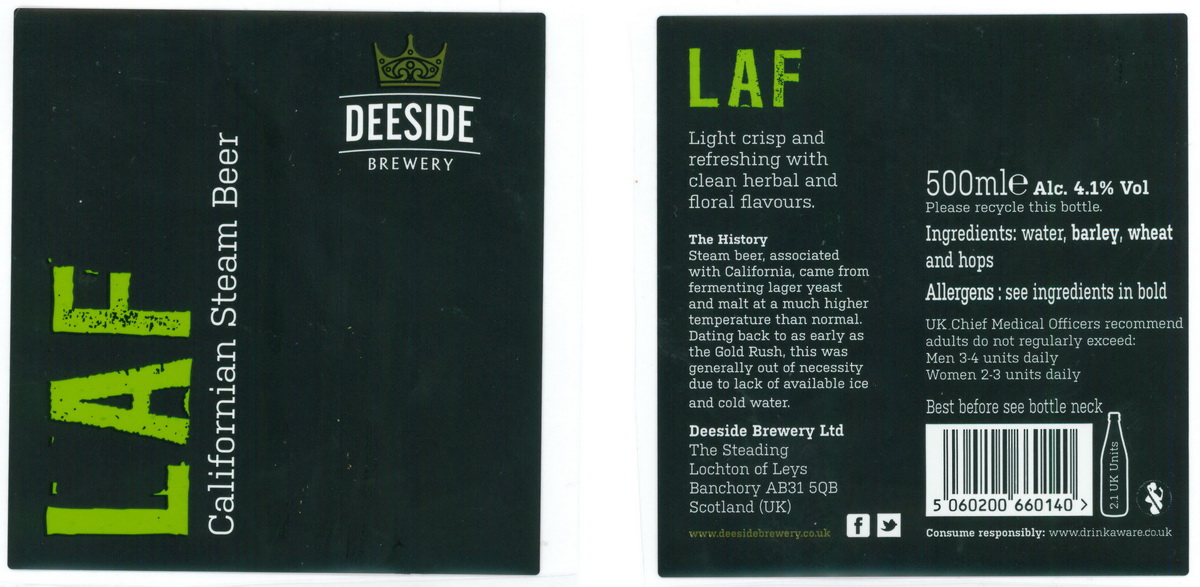 LAF
Californian Steam Beer
DEESIDE
BREWERY
LAF
Light crisp and
refreshing with
clean herbal and
floral flavours.
The History
Steam beer, associated
with California, came from
fermenting lager yeast
and malt at a much higher
temperature than normal.
Dating back to as early as
the Gold Rush, this was
generally out of necessity
due to lack of available ice
and cold water.
Deeside Brewery Ltd
The Steading
Lochton of Leys
Banchory AB31 5QB
Scotland (UK)
www.deesidebrewery.co.uk
500ml℮ Alc. 4.1% Vol
Please recycle this bottle.
Ingredients: water, barley, wheat
and hops
Allergens : see ingredients in bold
UK Chief Medical Officers recommend
adults do not regularly exceed:
Men 3-4 units daily
Women 2-3 units daily
Best before see bottle neck
2.1 UK Units
5 060200 660140 >
Consume responsibly: www.drinkaware.co.uk